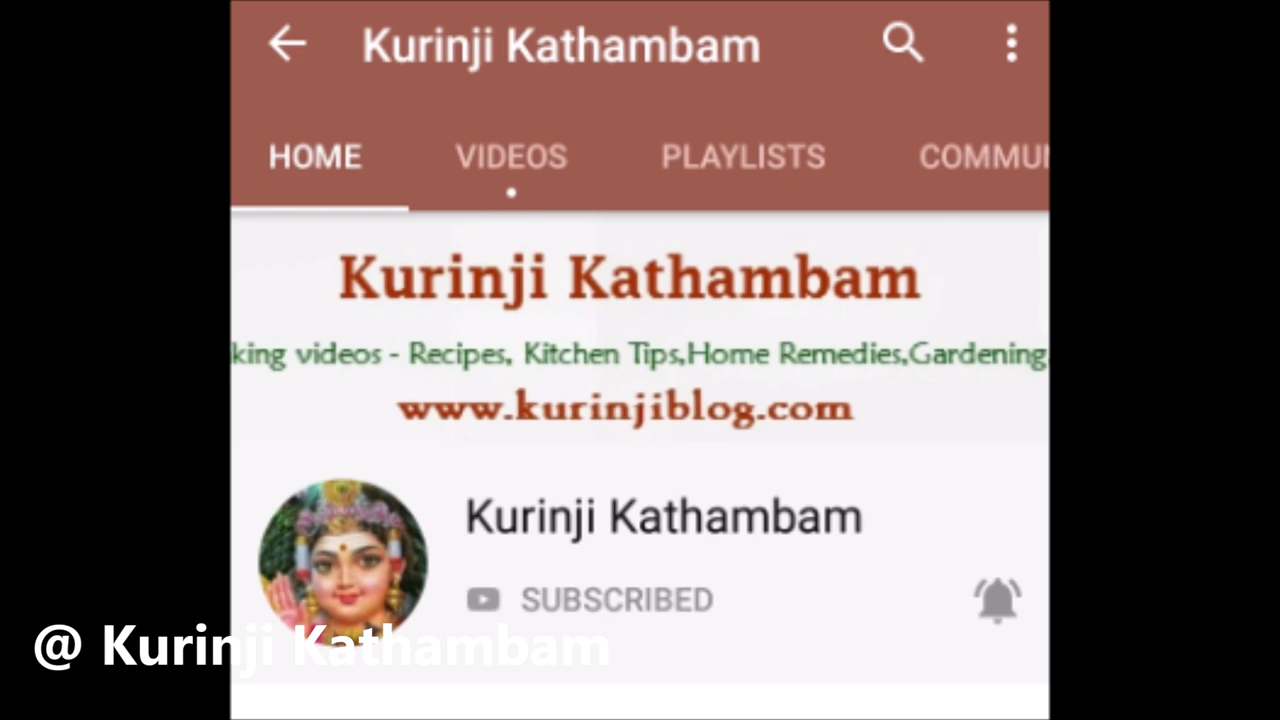 Kurinji Kathambam
HOME VIDEOS PLAYLISTS COMMUN
Kurinji Kathambam
king videos - Recipes, Kitchen Tips,Home Remedies,Gardening,
www.kurinjiblog.com
Kurinji Kathambam
SUBSCRIBED
@ Kurinji Kathambam